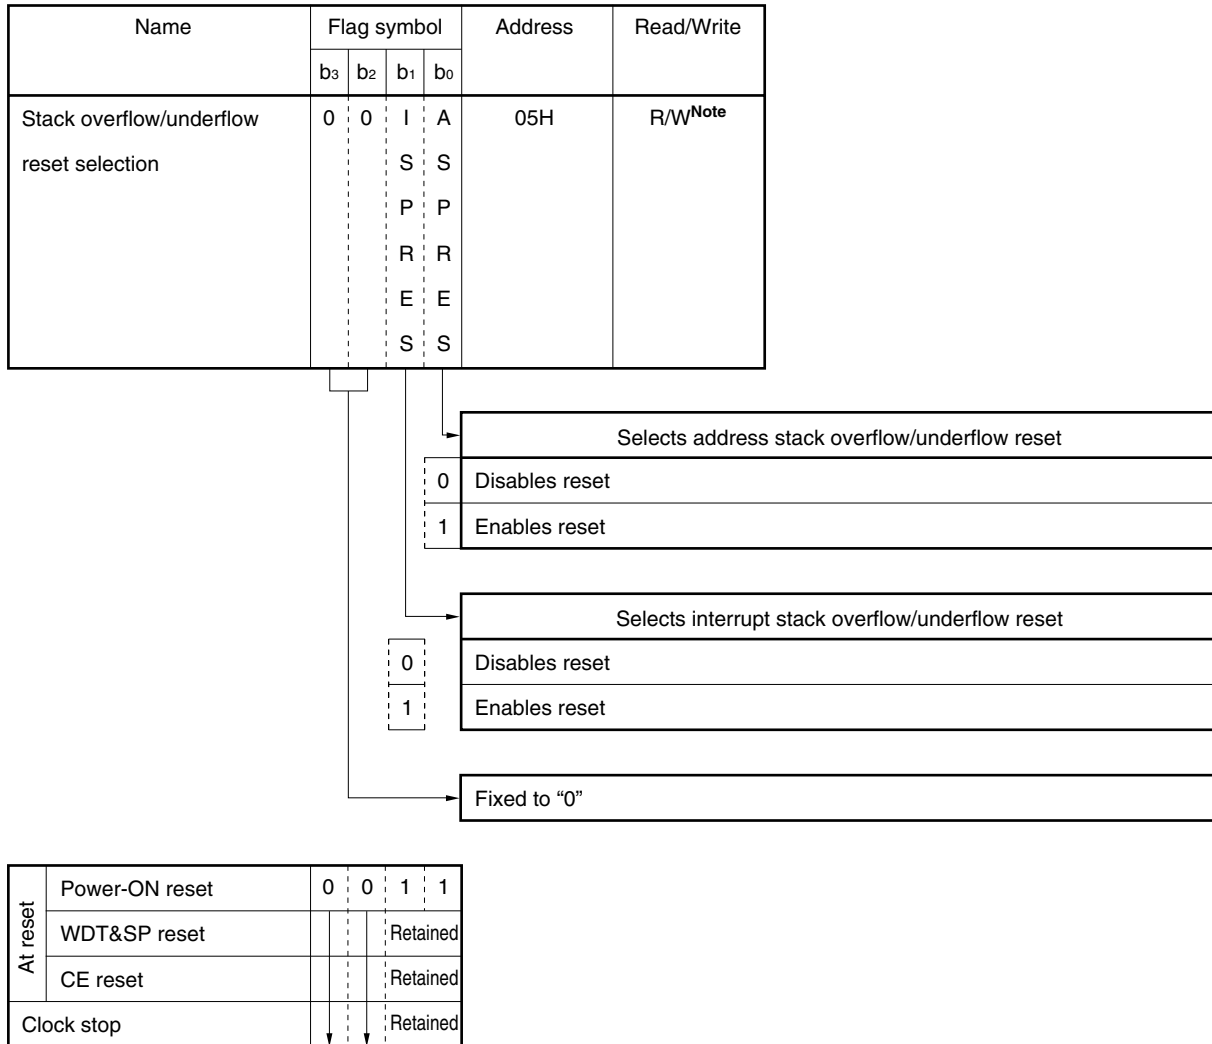 Name Flag symbol Address Read/Write
b3 b2 b1 b0
Stack overflow/underflow 0 0 I A 05H R/WNote
reset selection S S
P P
R R
E E
S S
Selects address stack overflow/underflow reset
0 Disables reset
1 Enables reset
Selects interrupt stack overflow/underflow reset
0 Disables reset
1 Enables reset
Fixed to “0”
At reset
Power-ON reset 0 0 1 1
WDT&SP reset Retained
CE reset Retained
Clock stop Retained